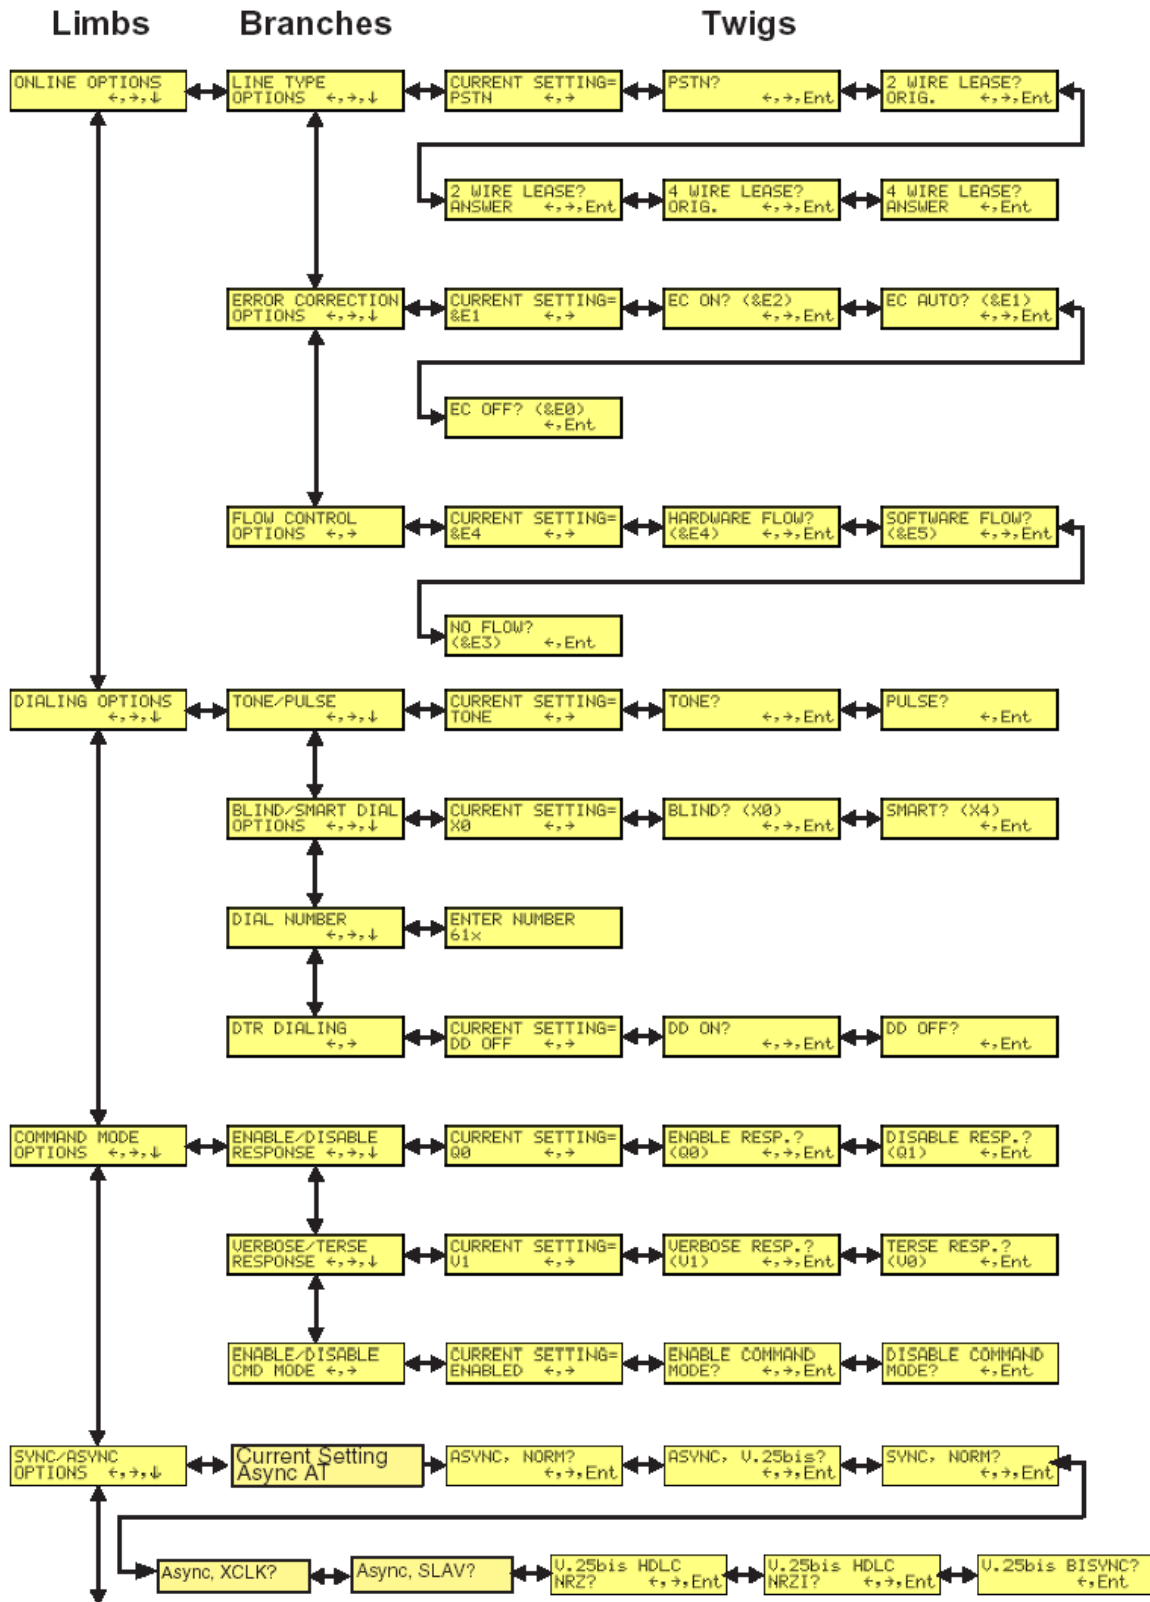 Limbs Branches Twigs
ONLINE OPTIONS
←,→,↓
LINE TYPE
OPTIONS ←,→,↓
CURRENT SETTING=
PSTN ←,→
PSTN?
←,→,Ent
2 WIRE LEASE?
ORIG. ←,→,Ent
2 WIRE LEASE?
ANSWER ←,→,Ent
4 WIRE LEASE?
ORIG. ←,→,Ent
4 WIRE LEASE?
ANSWER ←,Ent
ERROR CORRECTION
OPTIONS ←,→,↓
CURRENT SETTING=
&E1 ←,→
EC ON? (&E2)
←,→,Ent
EC AUTO? (&E1)
←,→,Ent
EC OFF? (&E0)
←,Ent
FLOW CONTROL
OPTIONS ←,→
CURRENT SETTING=
&E4 ←,→
HARDWARE FLOW?
(&E4) ←,→,Ent
SOFTWARE FLOW?
(&E5) ←,→,Ent
NO FLOW?
(&E3) ←,Ent
DIALING OPTIONS
←,→,↓
TONE/PULSE
←,→,↓
CURRENT SETTING=
TONE ←,→
TONE?
←,→,Ent
PULSE?
←,Ent
BLIND/SMART DIAL
OPTIONS ←,→,↓
CURRENT SETTING=
X0 ←,→
BLIND? (X0)
←,→,Ent
SMART? (X4)
←,Ent
DIAL NUMBER
←,→,↓
ENTER NUMBER
61x
DTR DIALING
←,→
CURRENT SETTING=
DD OFF ←,→
DD ON?
←,→,Ent
DD OFF?
←,Ent
COMMAND MODE
OPTIONS ←,→,↓
ENABLE/DISABLE
RESPONSE ←,→,↓
CURRENT SETTING=
Q0 ←,→
ENABLE RESP.?
(Q0) ←,→,Ent
DISABLE RESP.?
(Q1) ←,Ent
VERBOSE/TERSE
RESPONSE ←,→,↓
CURRENT SETTING=
V1 ←,→
VERBOSE RESP.?
(V1) ←,→,Ent
TERSE RESP.?
(V0) ←,Ent
ENABLE/DISABLE
CMD MODE ←,→
CURRENT SETTING=
ENABLED ←,→
ENABLE COMMAND
MODE? ←,→,Ent
DISABLE COMMAND
MODE? ←,Ent
SYNC/ASYNC
OPTIONS ←,→,↓
Current Setting
Async AT
ASYNC, NORM?
←,→,Ent
ASYNC, V.25bis?
←,→,Ent
SYNC, NORM?
←,→,Ent
Async, XCLK?
Async, SLAV?
V.25bis HDLC
NRZ? ←,→,Ent
V.25bis HDLC
NRZI? ←,→,Ent
V.25bis BISYNC?
←,Ent